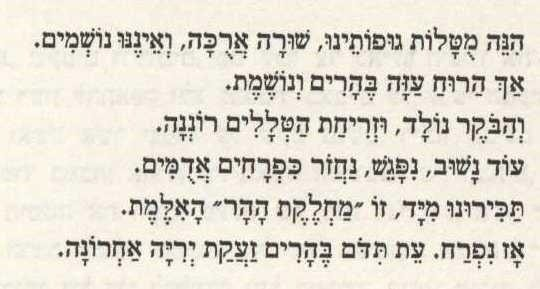 הִנֵּה מֻטָּלוֹת גּוּפוֹתֵינוּ, שׁוּרָה אֲרֻכָּה, וְאֵינֶנּוּ נוֹשְׁמִים.
אַךְ הָרוּחַ עַזָּה בֶּהָרִים וְנוֹשֶׁמֶת.
וְהַבֹּקֶר נוֹלָד, וּזְרִיחַת הַטְּלָלִים רוֹנֶנָה.
עוֹד נָשׁוּב, נִפָּגֵשׁ, נַחֲזֹר כִּפְרָחִים אֲדֻמִּים.
תַּכִּירוּנוּ מִיָּד, זוֹ "מַחְלֶקֶת הָהָר" הָאִלֶּמֶת.
אָז נִפְרַח. עֵת תִּדֹּם בֶּהָרִים זַעֲקַת יְרִיָּה אַחֲרוֹנָה.